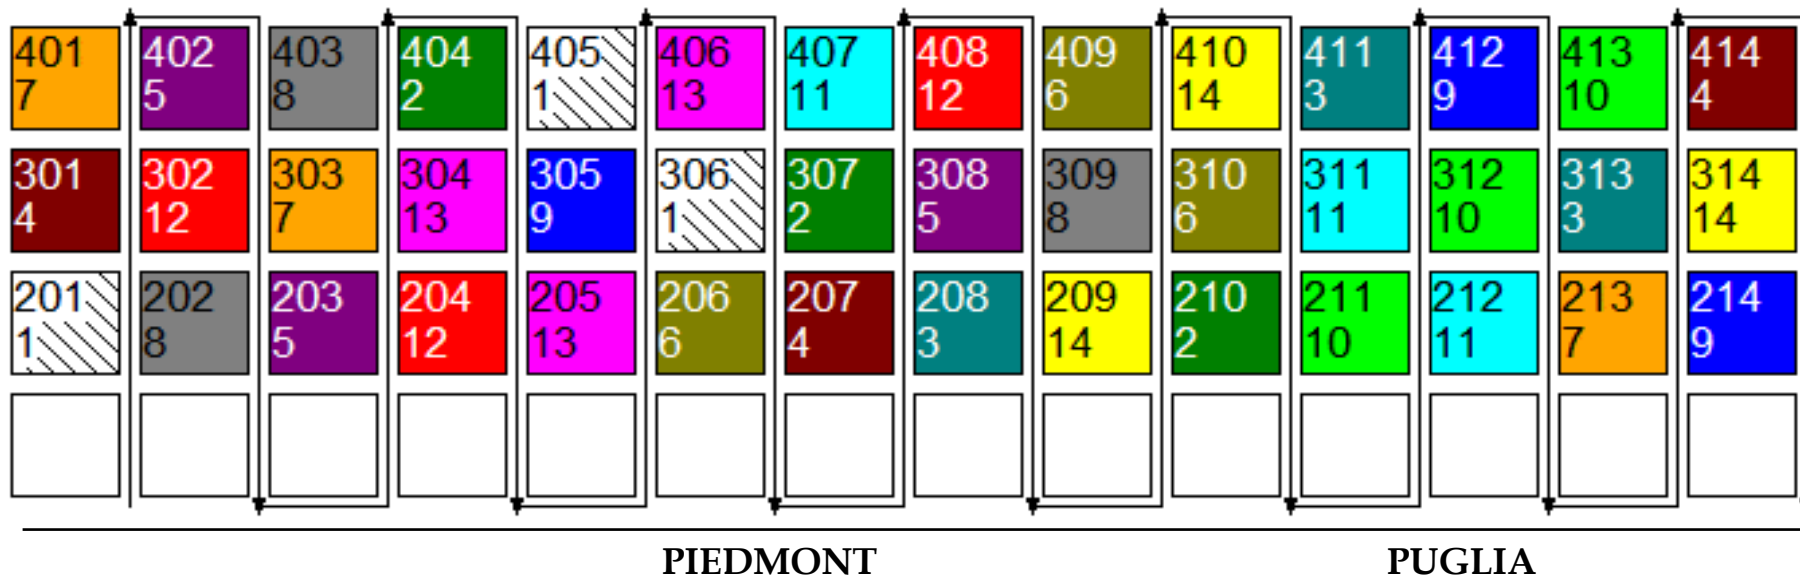 401 402 403 404 405 406 407 408 409 410 411 412 413 414
7 5 8 2 1 13 11 12 6 14 3 9 10 4
301 302 303 304 305 306 307 308 309 310 311 312 313 314
4 12 7 13 9 1 2 5 8 6 11 10 3 14
201 202 203 204 205 206 207 208 209 210 211 212 213 214
1 8 5 12 13 6 4 3 14 2 10 11 7 9
PIEDMONT PUGLIA